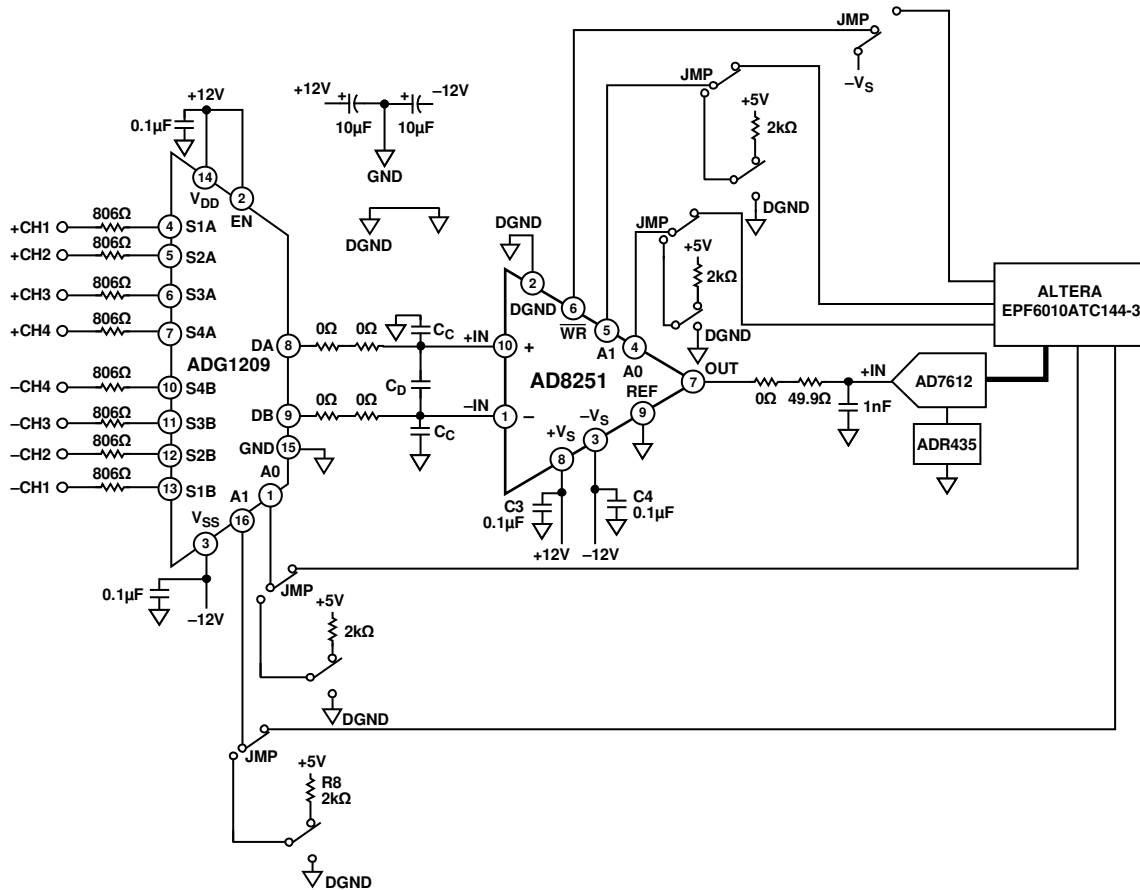 JMP
–VS
+12V
0.1µF
+12V
–12V
+
+
10µF
10µF
GND
DGND
JMP
+5V
2kΩ
DGND
14
VDD
2
EN
+CH1
806Ω
4
S1A
+CH2
806Ω
5
S2A
+CH3
806Ω
6
S3A
+CH4
806Ω
7
S4A
–CH4
806Ω
10
S4B
–CH3
806Ω
11
S3B
–CH2
806Ω
12
S2B
–CH1
806Ω
13
S1B
ADG1209
DA
8
0Ω
0Ω
DB
9
0Ω
0Ω
GND
15
A0
1
A1
16
VSS
3
0.1µF
–12V
CC
CD
CC
+IN
–IN
DGND
2
DGND
6
WR
5
A1
4
A0
10
+
1
–
AD8251
7
OUT
REF
9
–VS
3
+VS
8
C3
0.1µF
C4
0.1µF
+12V
–12V
JMP
+5V
2kΩ
DGND
0Ω
49.9Ω
+IN
1nF
AD7612
ADR435
ALTERA
EPF6010ATC144-3
JMP
+5V
2kΩ
DGND
JMP
+5V
R8
2kΩ
DGND